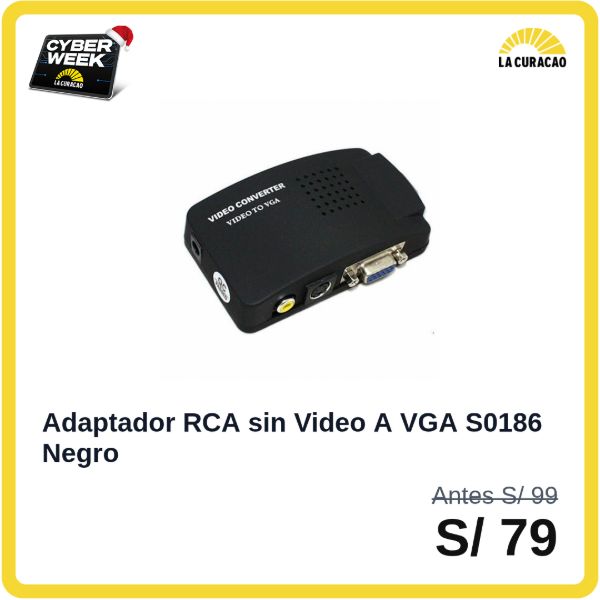 CYBER
WEEK
LA CURACAO
LA CURACAO
VIDEO CONVERTER
VIDEO TO VGA
Adaptador RCA sin Video A VGA S0186
Negro
Antes S/ 99
S/ 79